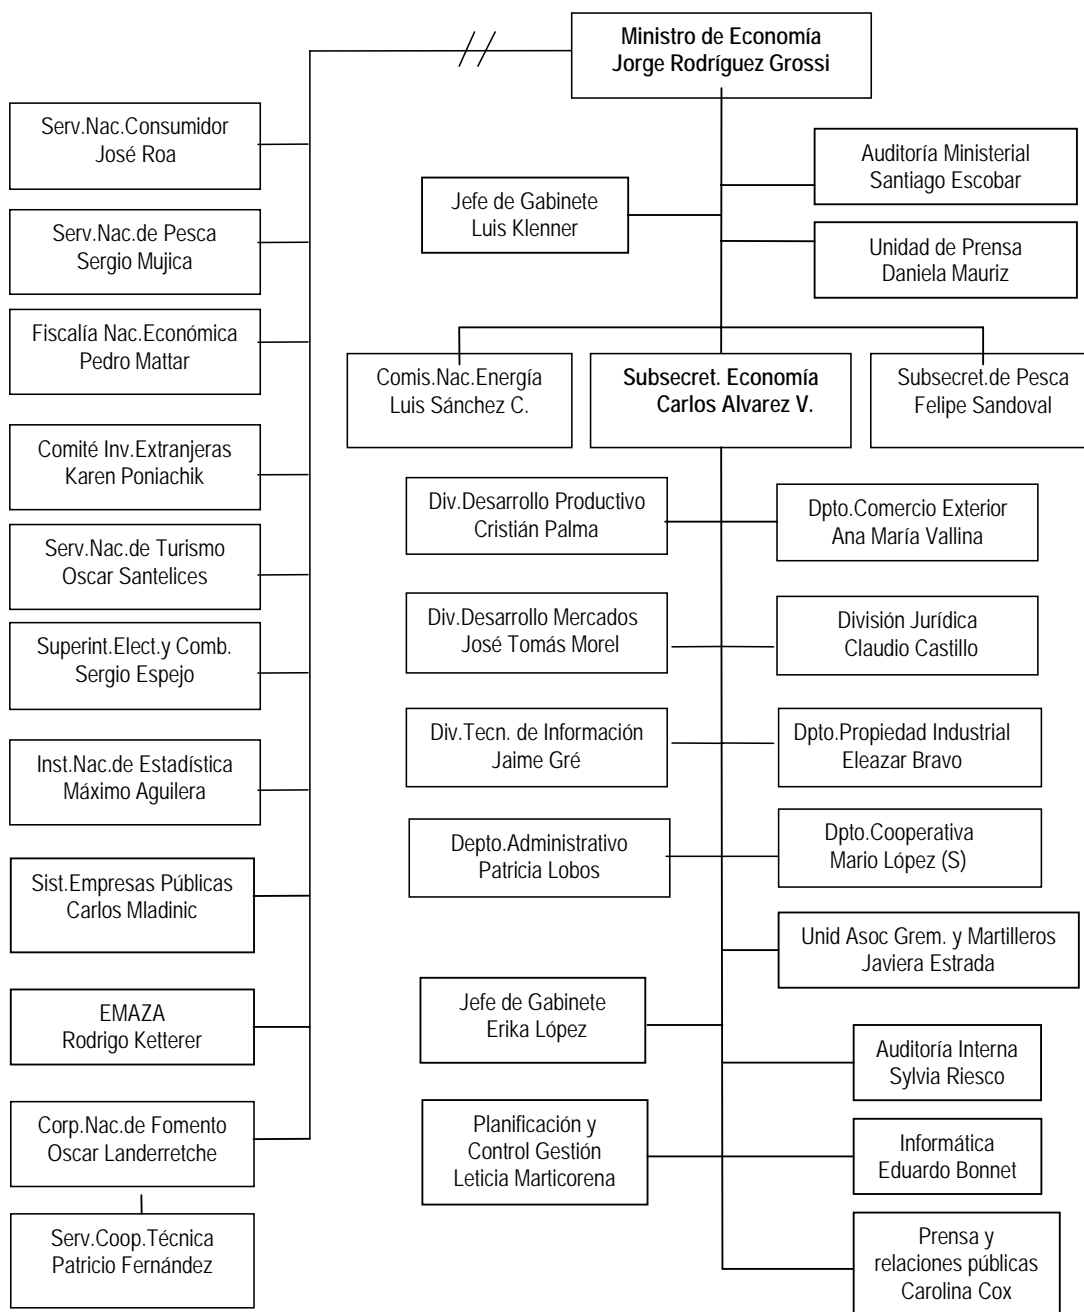 Ministro de Economía
Jorge Rodríguez Grossi
Serv.Nac.Consumidor
José Roa
Serv.Nac.de Pesca
Sergio Mujica
Fiscalía Nac.Económica
Pedro Mattar
Comité Inv.Extranjeras
Karen Poniachik
Serv.Nac.de Turismo
Oscar Santelices
Superint.Elect.y Comb.
Sergio Espejo
Inst.Nac.de Estadística
Máximo Aguilera
Sist.Empresas Públicas
Carlos Mladinic
EMAZA
Rodrigo Ketterer
Corp.Nac.de Fomento
Oscar Landerretche
Serv.Coop.Técnica
Patricio Fernández
Jefe de Gabinete
Luis Klenner
Auditoría Ministerial
Santiago Escobar
Unidad de Prensa
Daniela Mauriz
Comis.Nac.Energía
Luis Sánchez C.
Subsecret. Economía
Carlos Alvarez V.
Subsecret.de Pesca
Felipe Sandoval
Div.Desarrollo Productivo
Cristián Palma
Dpto.Comercio Exterior
Ana María Vallina
Div.Desarrollo Mercados
José Tomás Morel
División Jurídica
Claudio Castillo
Div.Tecn. de Información
Jaime Gré
Dpto.Propiedad Industrial
Eleazar Bravo
Depto.Administrativo
Patricia Lobos
Dpto.Cooperativa
Mario López (S)
Unid Asoc Grem. y Martilleros
Javiera Estrada
Jefe de Gabinete
Erika López
Auditoría Interna
Sylvia Riesco
Planificación y
Control Gestión
Leticia Marticorena
Informática
Eduardo Bonnet
Prensa y
relaciones públicas
Carolina Cox